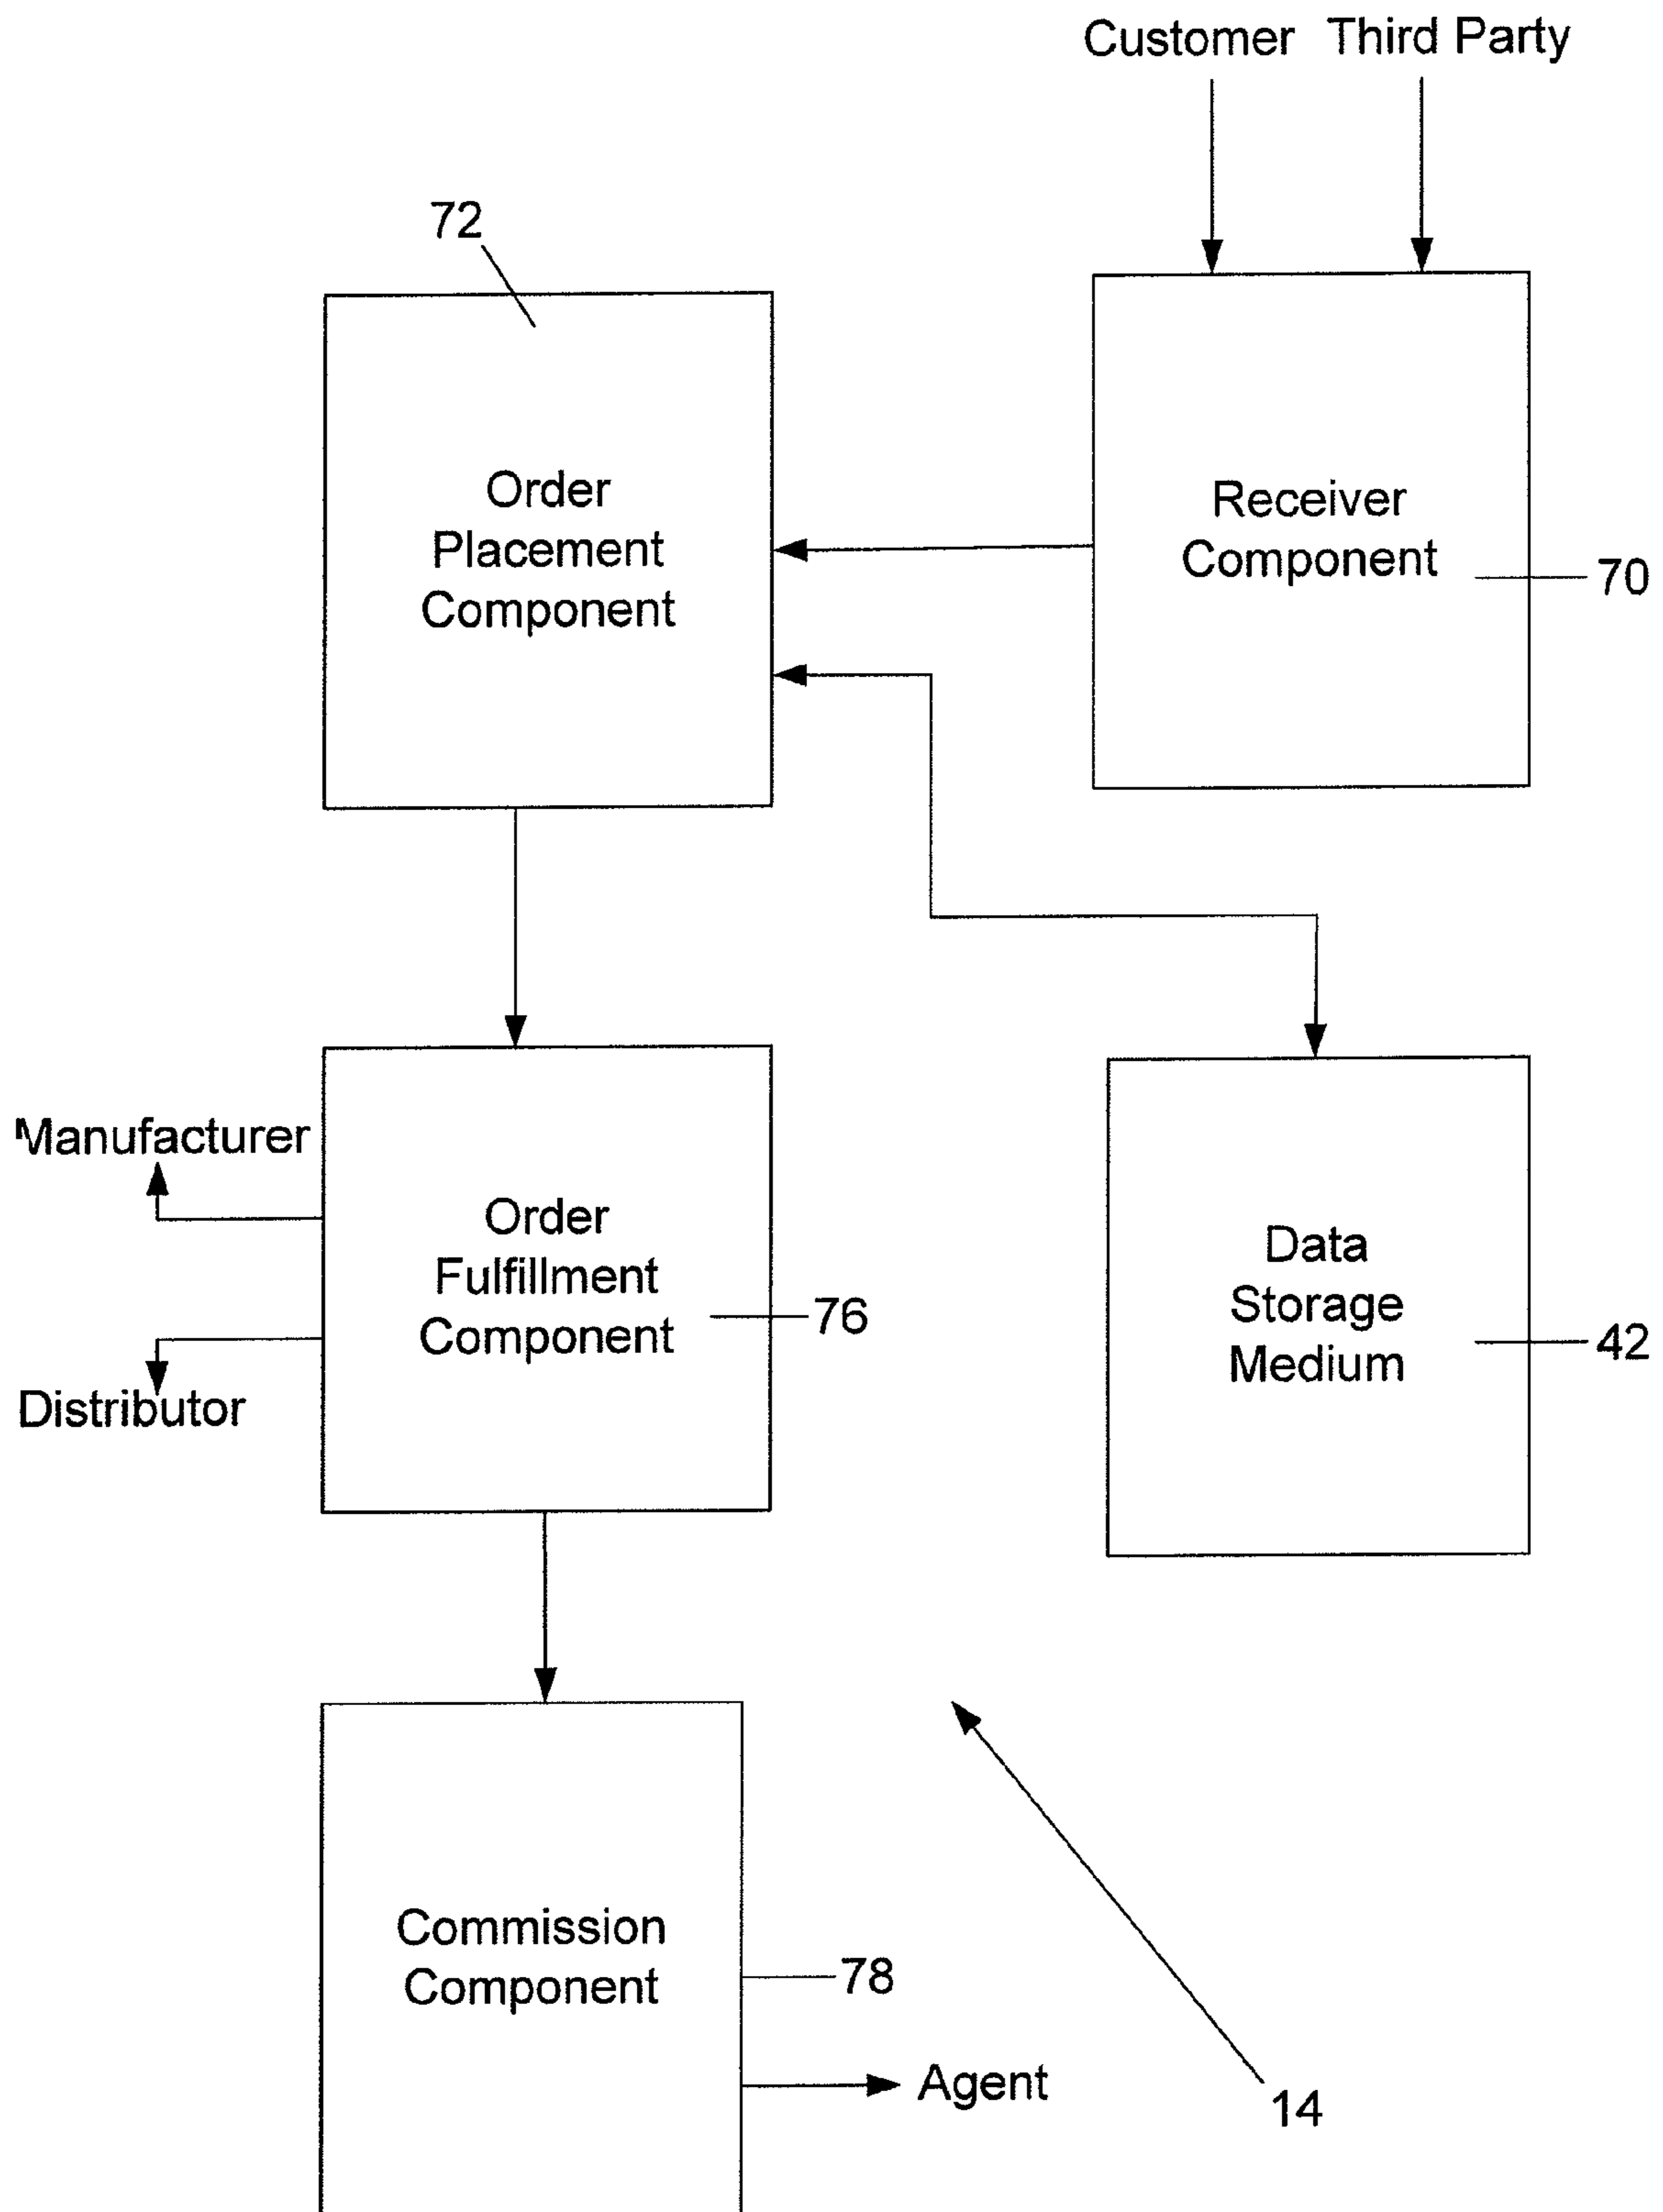 Customer Third Party
72
Order
Placement
Component
Receiver
Component
70
Manufacturer
Order
Fulfillment
Component
76
Distributor
Data
Storage
Medium
42
Commission
Component
78
Agent
14